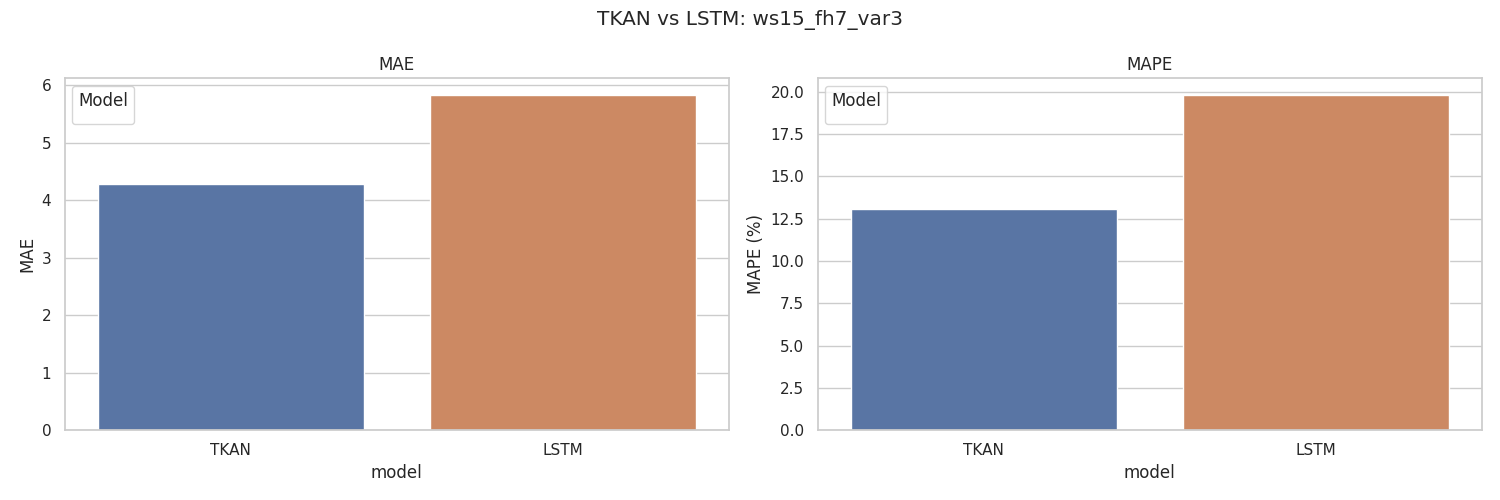 TKAN vs LSTM: ws15_fh7_var3
MAE
Model
6
5
4
3
2
1
0
MAE
TKAN
LSTM
model
MAPE
Model
20.0
17.5
15.0
12.5
10.0
7.5
5.0
2.5
0.0
MAPE (%)
TKAN
LSTM
model